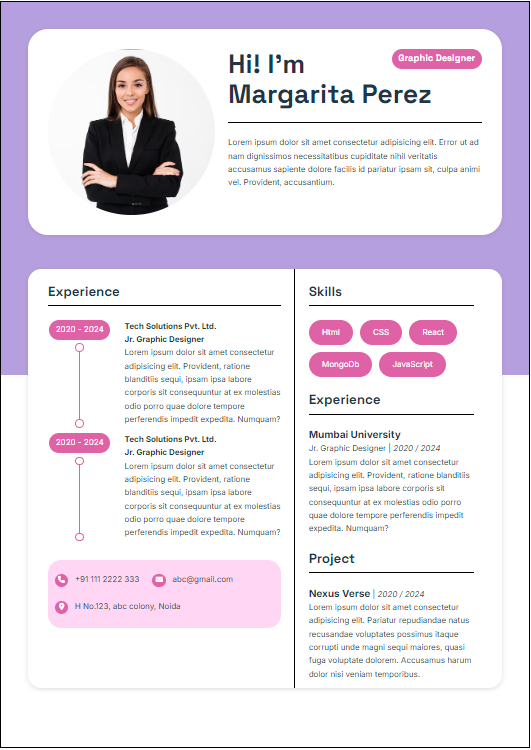 Hi! I'm
Margarita Perez
Graphic Designer
Lorem ipsum dolor sit amet consectetur adipisicing elit. Error ut ad
nam dignissimos necessitatibus cupiditate nihil veritatis
accusamus sapiente dolore facilis id pariatur ipsam sit, culpa animi
vel. Provident, accusantium.
Experience
2020 - 2024
Tech Solutions Pvt. Ltd.
Jr. Graphic Designer
Lorem ipsum dolor sit amet consectetur
adipisicing elit. Provident, ratione
blanditiis sequi, ipsam ipsa labore
corporis sit consequuntur at ex molestias
odio porro quae dolore tempore
perferendis impedit expedita. Numquam?
2020 - 2024
Tech Solutions Pvt. Ltd.
Jr. Graphic Designer
Lorem ipsum dolor sit amet consectetur
adipisicing elit. Provident, ratione
blanditiis sequi, ipsam ipsa labore
corporis sit consequuntur at ex molestias
odio porro quae dolore tempore
perferendis impedit expedita. Numquam?
+91 111 2222 333
abc@gmail.com
H No.123, abc colony, Noida
Skills
Html
CSS
React
MongoDb
JavaScript
Experience
Mumbai University
Jr. Graphic Designer | 2020 / 2024
Lorem ipsum dolor sit amet consectetur
adipisicing elit. Provident, ratione blanditiis
sequi, ipsam ipsa labore corporis sit
consequuntur at ex molestias odio porro
quae dolore tempore perferendis impedit
expedita. Numquam?
Project
Nexus Verse | 2020 / 2024
Lorem ipsum dolor sit amet consectetur
adipisicing elit. Pariatur repudiandae natus
recusandae voluptates possimus itaque
corrupti unde magni sequi maiores, quasi
fuga voluptate dolorem. Accusamus harum
dolor nisi veniam temporibus.